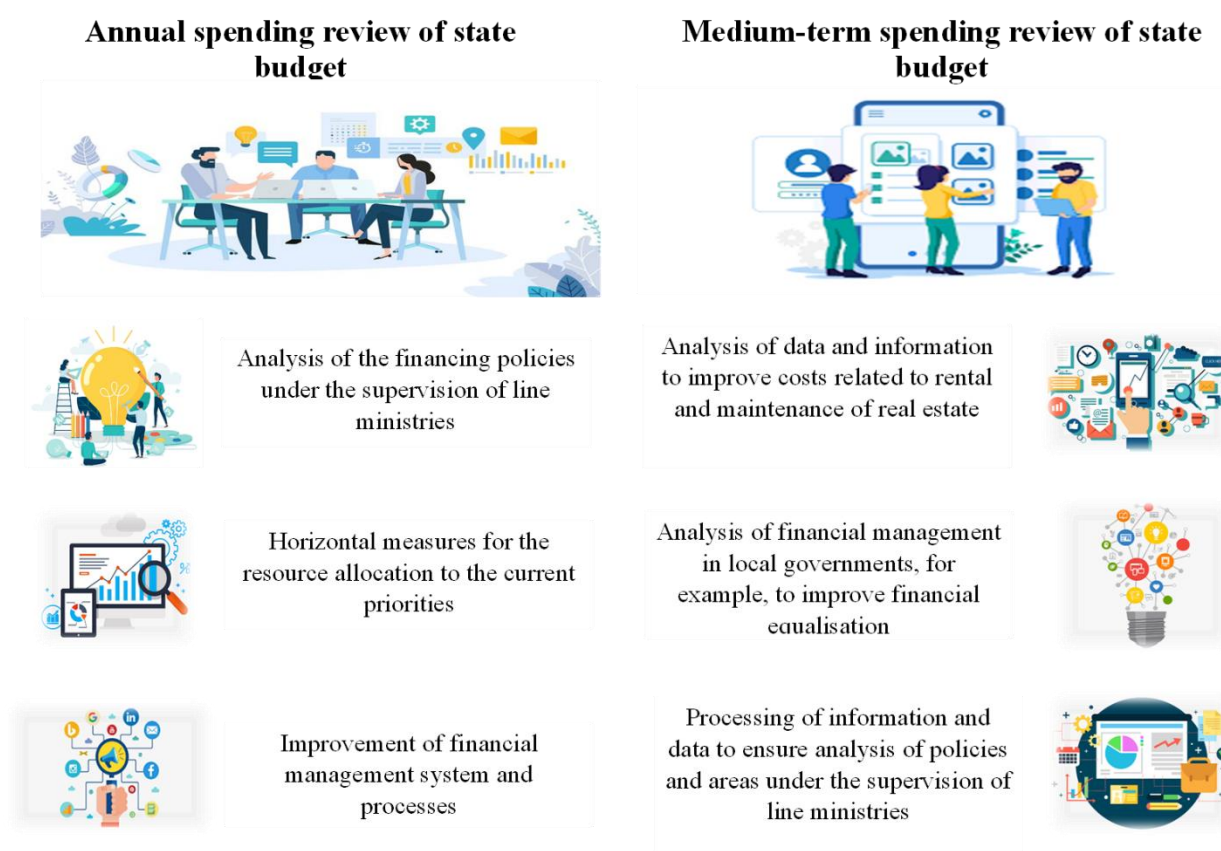 Annual spending review of state
budget
Analysis of the financing policies
under the supervision of line
ministries
Horizontal measures for the
resource allocation to the current
priorities
Improvement of financial
management system and
processes
Medium-term spending review of state
budget
Analysis of data and information
to improve costs related to rental
and maintenance of real estate
Analysis of financial management
in local governments, for
example, to improve financial
equalisation
Processing of information and
data to ensure analysis of policies
and areas under the supervision of
line ministries